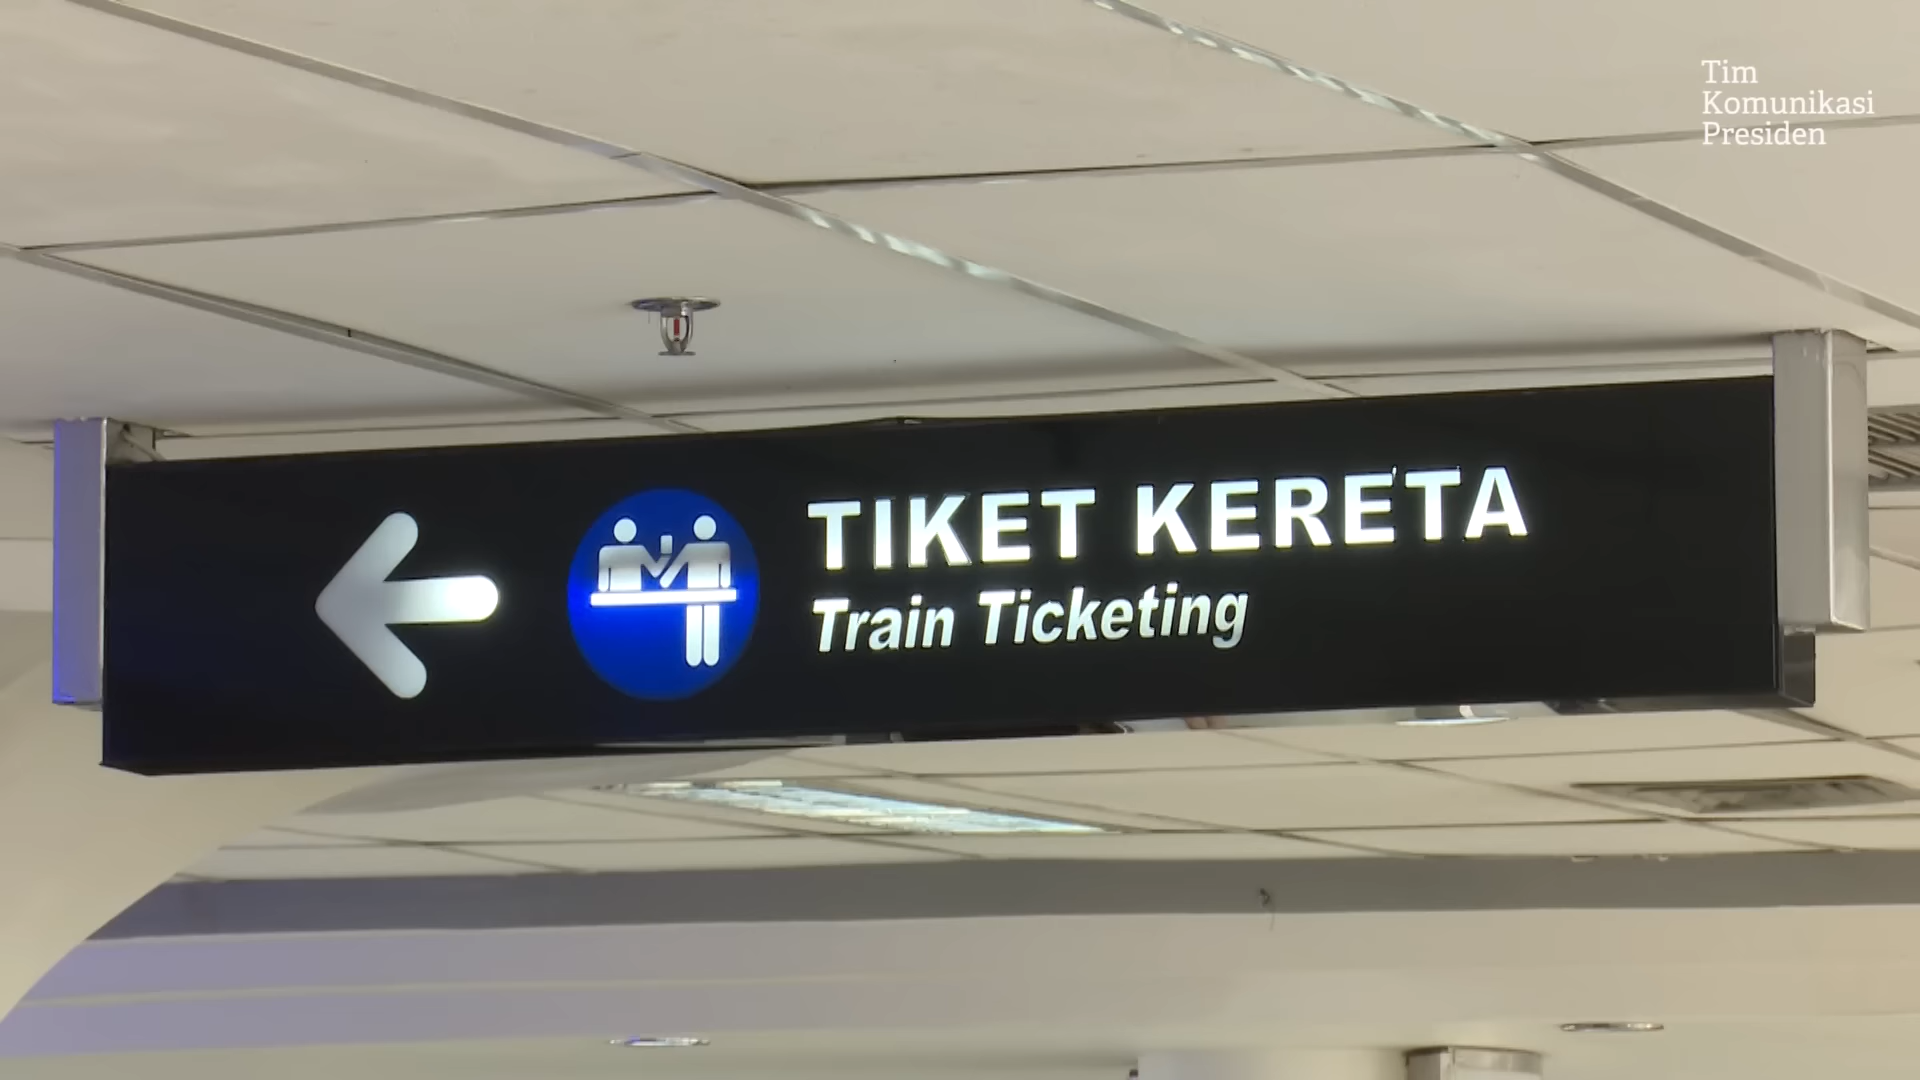 Tim
Komunikasi
Presiden
TIKET KERETA
Train Ticketing